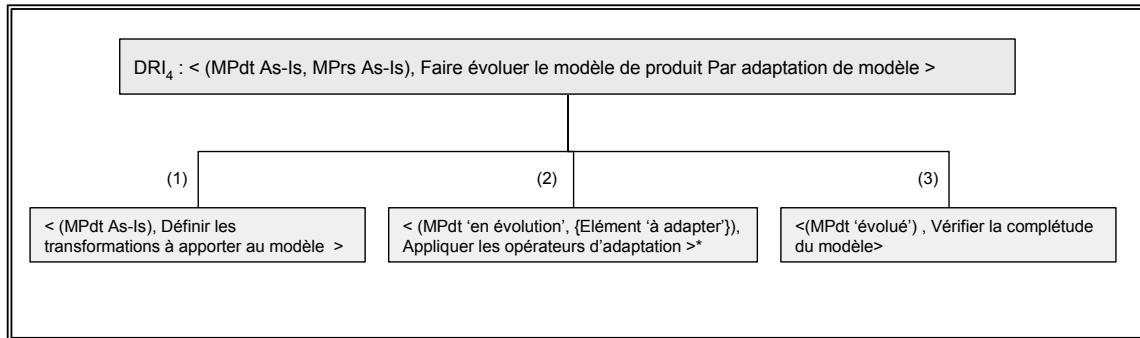 DRI4 : < (MPdt As-Is, MPrs As-Is), Faire évoluer le modèle de produit Par adaptation de modèle >
(1)
(2)
(3)
< (MPdt As-Is), Définir les
transformations à apporter au modèle >
< (MPdt ‘en évolution’, {Elément ‘à adapter’}),
Appliquer les opérateurs d’adaptation >*
<(MPdt ‘évolué’) , Vérifier la complétude
du modèle>